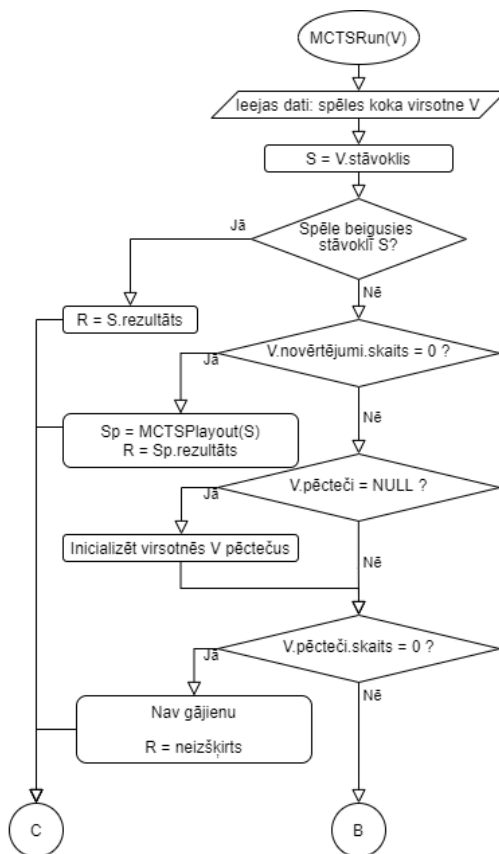 MCTSRun(V)
Ieejas dati: spēles koka virsotne V
S = V.stāvoklis
Spēle beigusies
stāvoklī S?
Jā
Nē
R = S.rezultāts
V.novērtējumi.skaits = 0 ?
Jā
Nē
Sp = MCTSPlayout(S)
R = Sp.rezultāts
V.pēcteči = NULL ?
Jā
Nē
Inicializēt virsotnēs V pēctečus
V.pēcteči.skaits = 0 ?
Jā
Nē
Nav gājienu
R = neizšķirts
C
B